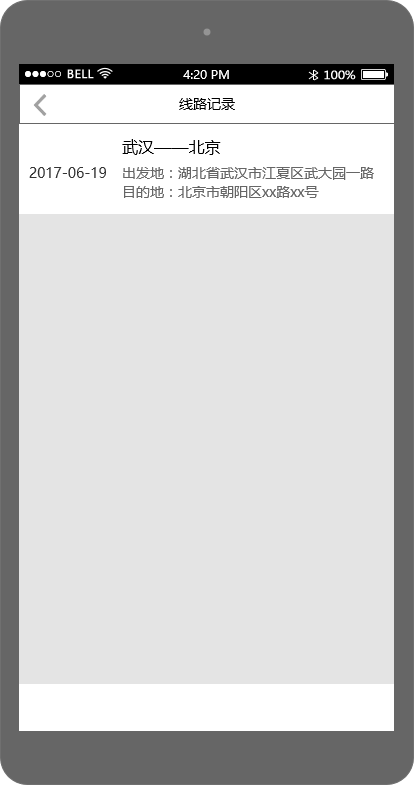 BELL 4:20 PM 100%
线路记录
武汉——北京
2017-06-19
出发地：湖北省武汉市江夏区武大园一路
目的地：北京市朝阳区xx路xx号